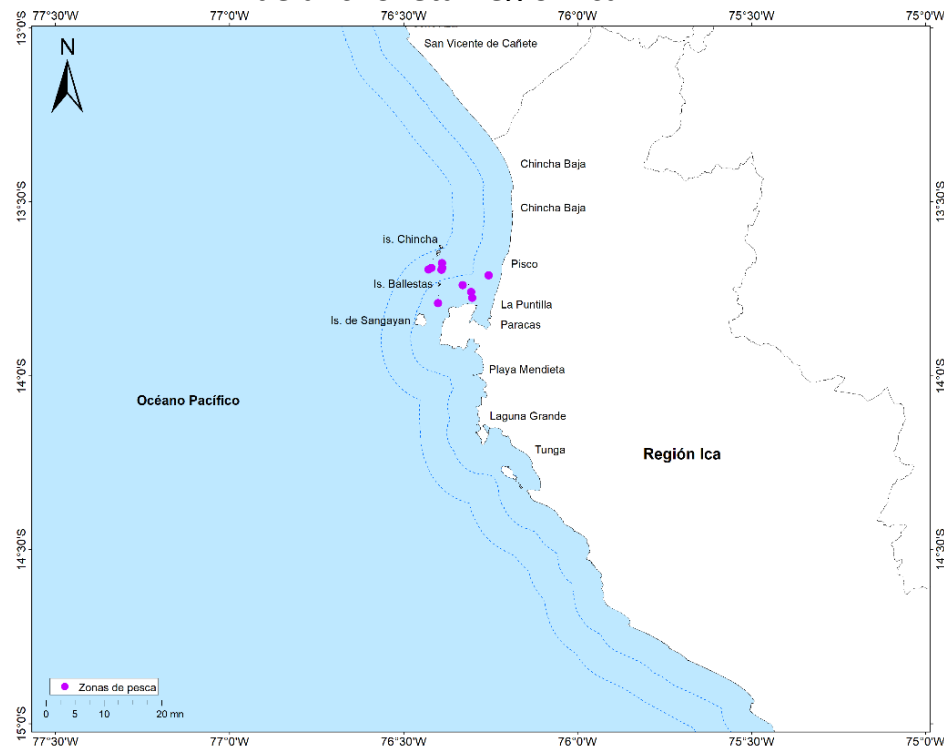 77°30'W 77°0'W 76°30'W 76°0'W 75°30'W 75°0'W
13°0'S 13°0'S
N
San Vicente de Cañete
Chincha Baja
13°30'S 13°30'S
Chincha Baja
is. Chincha
Pisco
Is. Ballestas
La Puntilla
Is. de Sangayan
Paracas
14°0'S 14°0'S
Playa Mendieta
Océano Pacífico
Laguna Grande
Tunga
Región Ica
14°30'S 14°30'S
Zonas de pesca
0 5 10 20 mn
15°0'S 15°0'S
77°30'W 77°0'W 76°30'W 76°0'W 75°30'W 75°0'W